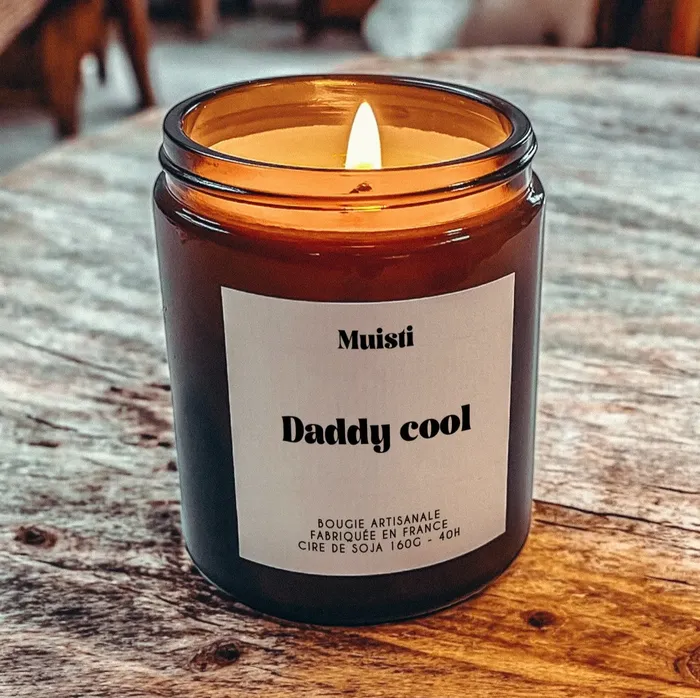 Muisti
Daddy cool
BOUGIE ARTISANALE
FABRIQUÉE EN FRANCE
CIRE DE SOJA 160G - 40H